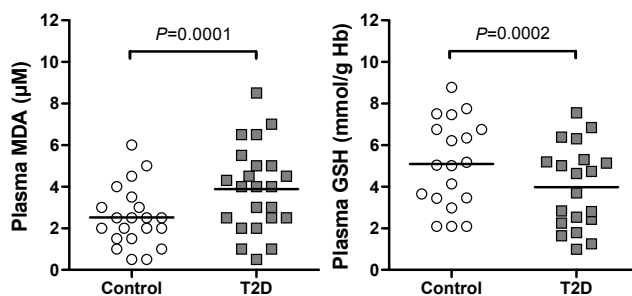 P=0.0001
Plasma MDA (µM)
12
10
8
6
4
2
0
Control
T2D
P=0.0002
Plasma GSH (mmol/g Hb)
12
10
8
6
4
2
0
Control
T2D